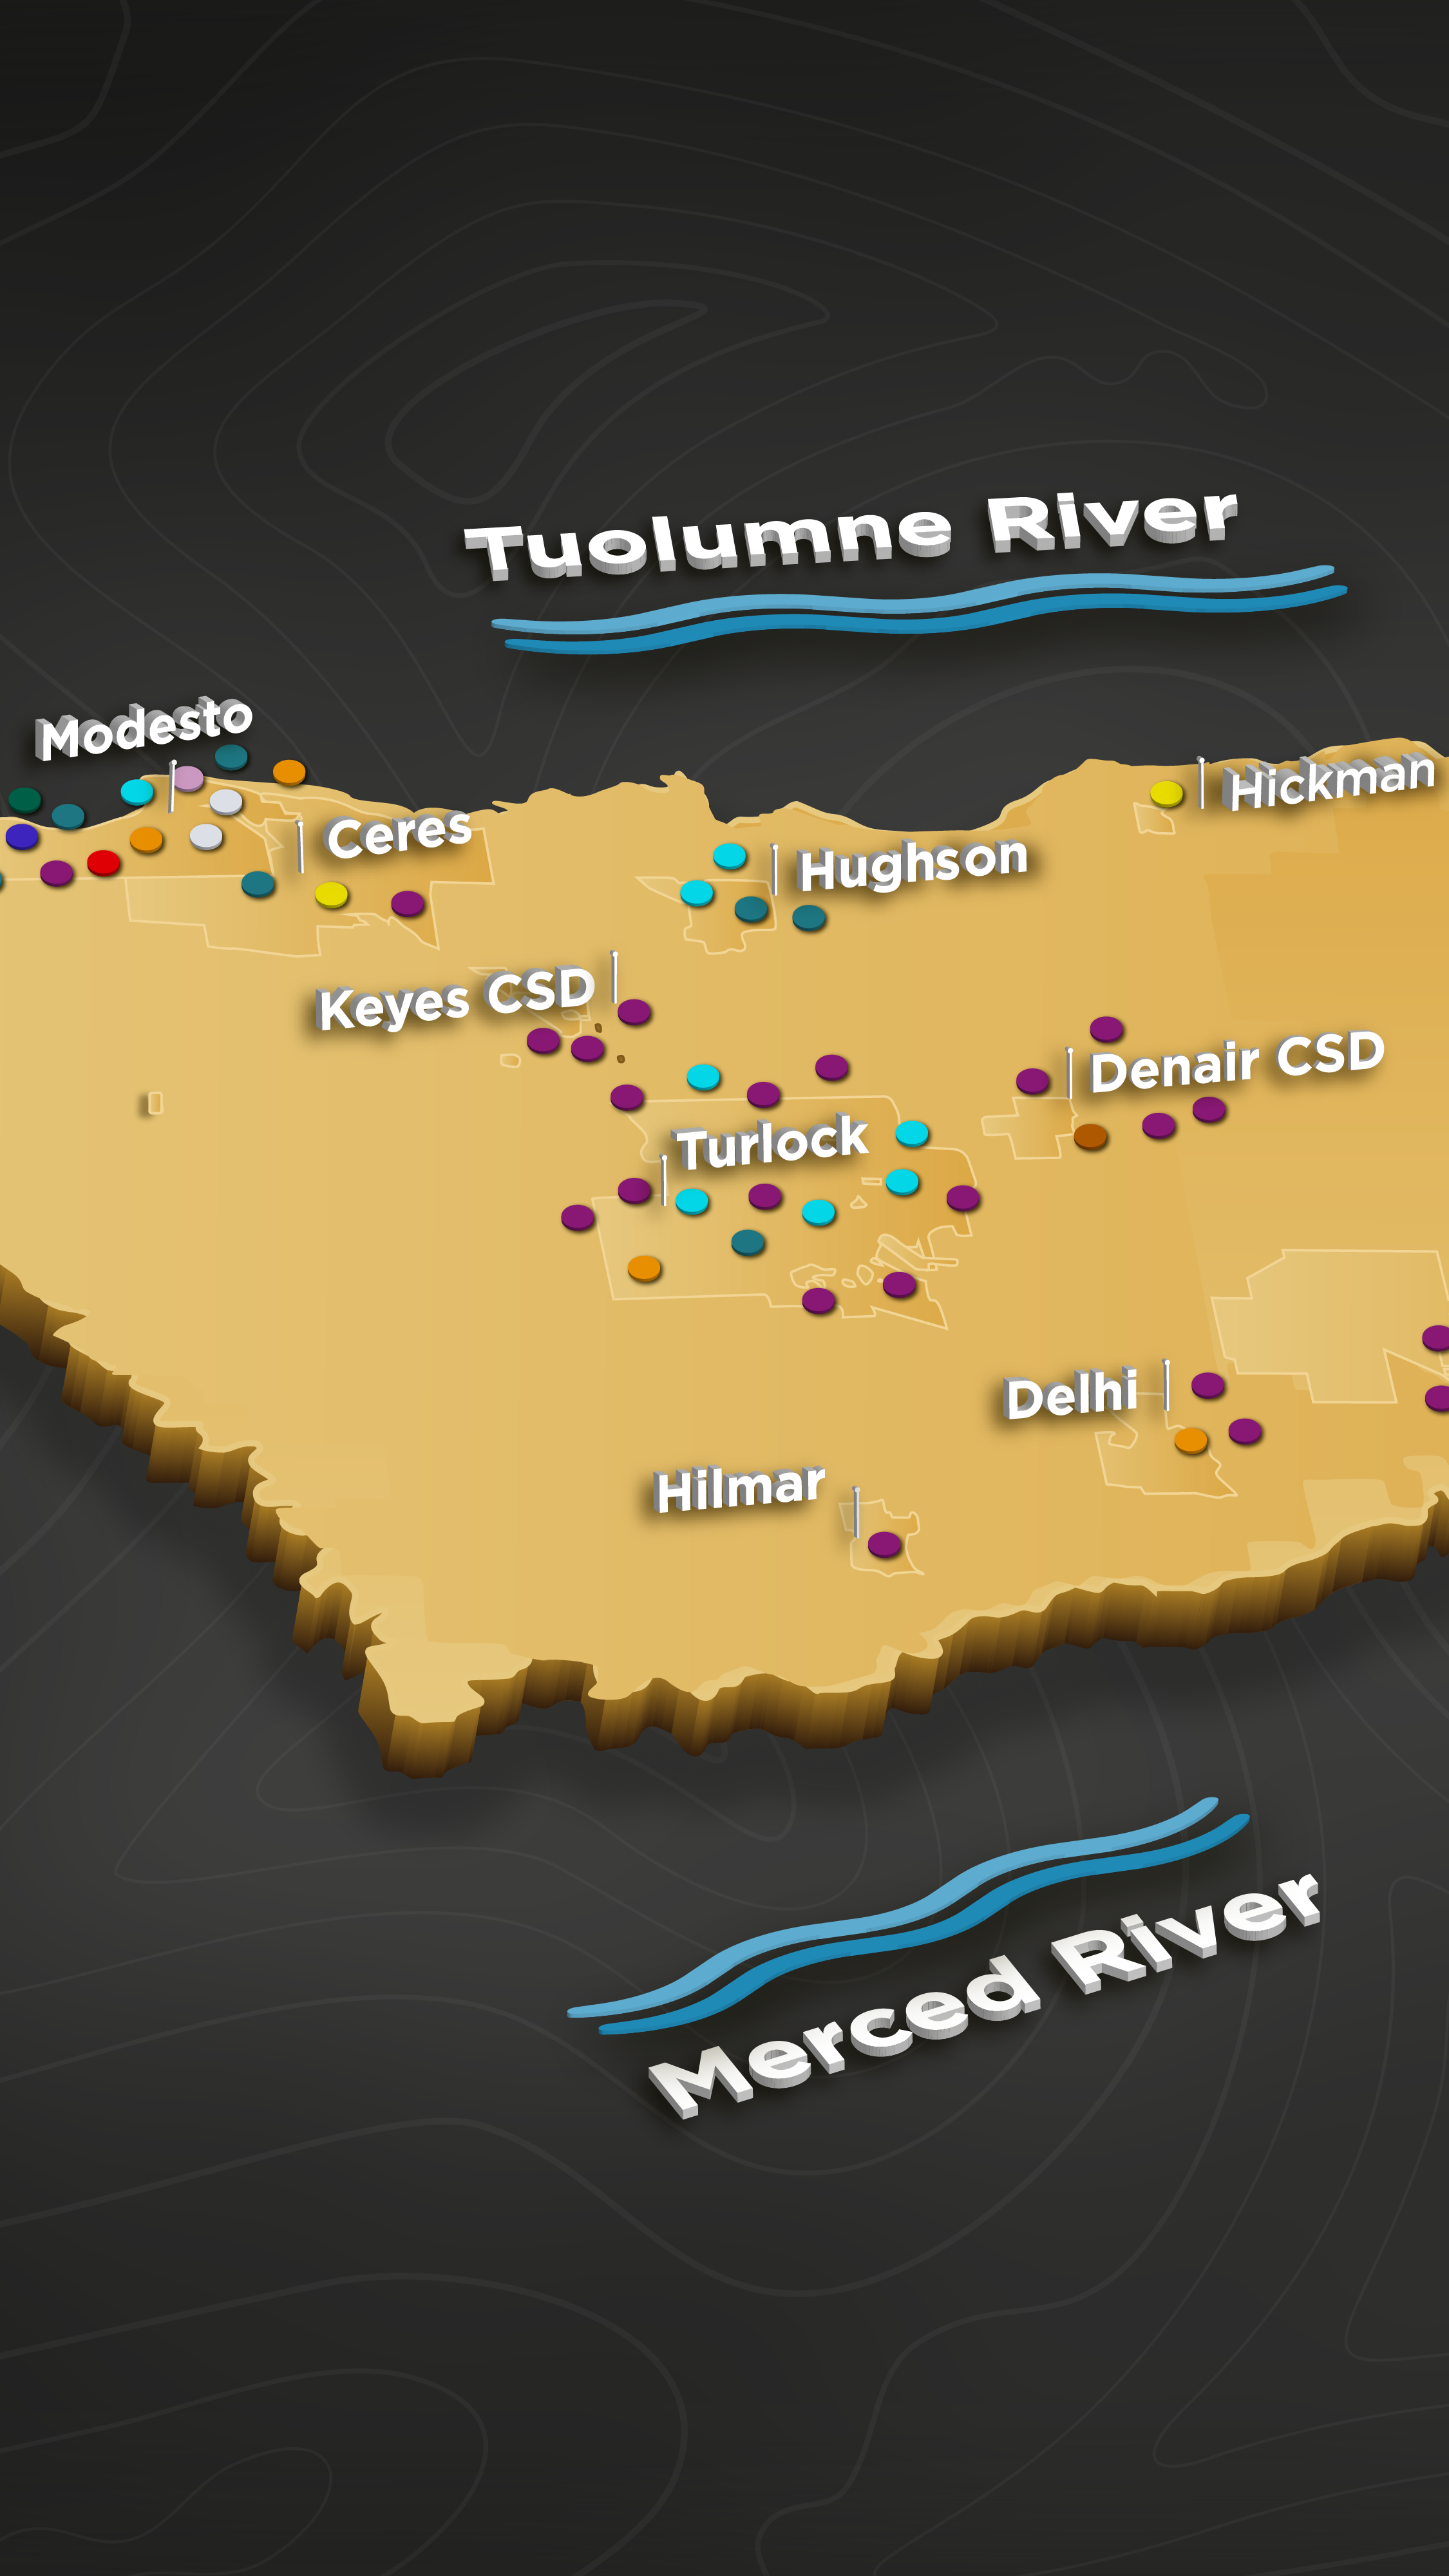 Tuolumne River
Modesto
Hickman
Ceres
Hughson
Keyes CSD
Denair CSD
Turlock
Delhi
Hilmar
Merced River